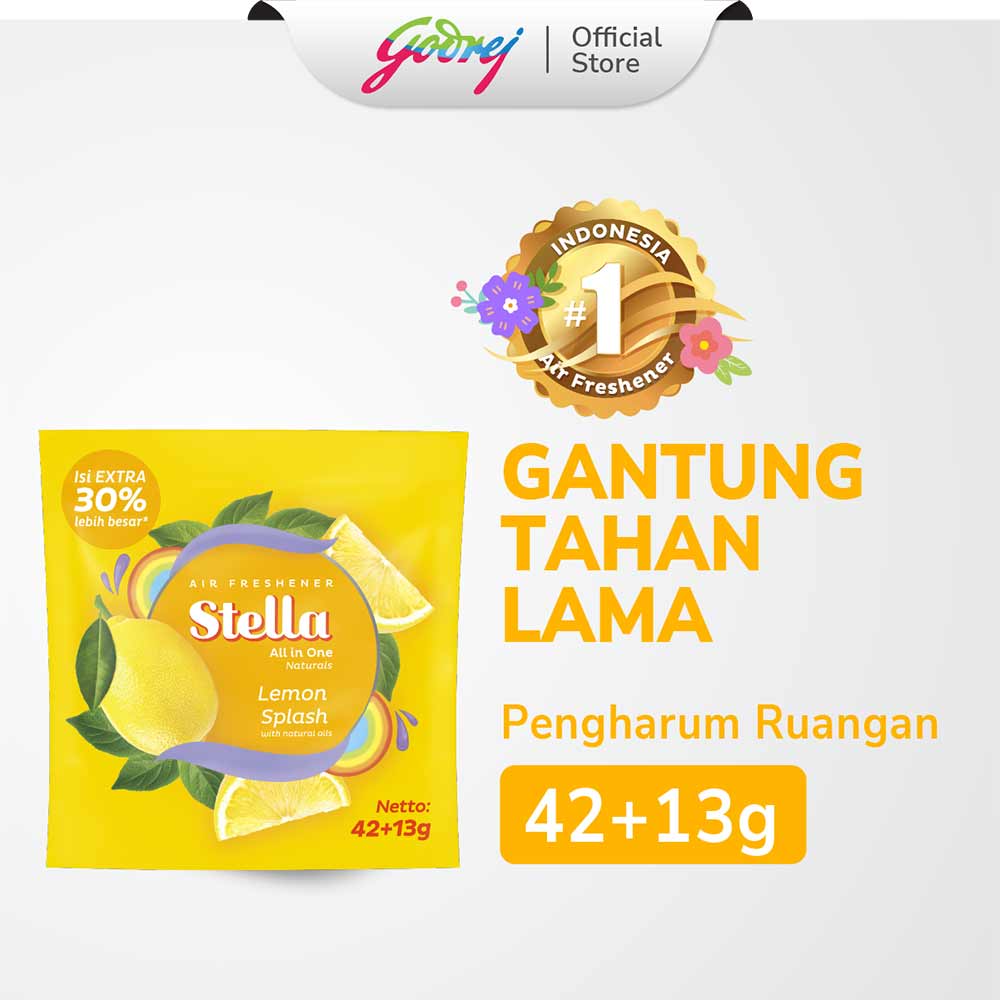 Godrej
Official
Store
INDONESIA
#1
Air Freshener
GANTUNG
TAHAN
LAMA
Pengharum Ruangan
42+13g
Isi EXTRA
30%
lebih besar*
AIR FRESHENER
Stella
All in One
Naturals
Lemon
Splash
with natural oils
Netto:
42+13g